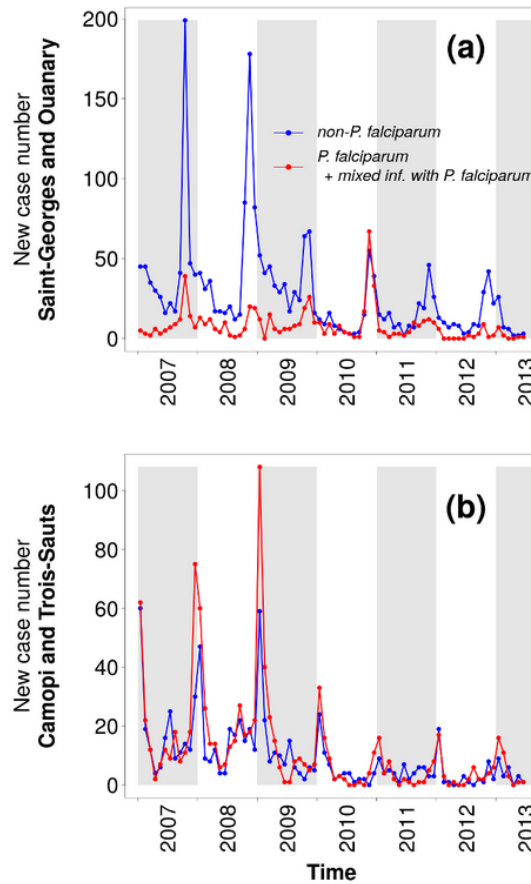 (a)
New case number
Saint-Georges and Ouanary
200
150
100
50
0
non-P. falciparum
P. falciparum
+ mixed inf. with P. falciparum
2007
2008
2009
2010
2011
2012
2013
(b)
New case number
Camopi and Trois-Sauts
100
80
60
40
20
0
2007
2008
2009
2010
2011
2012
2013
Time